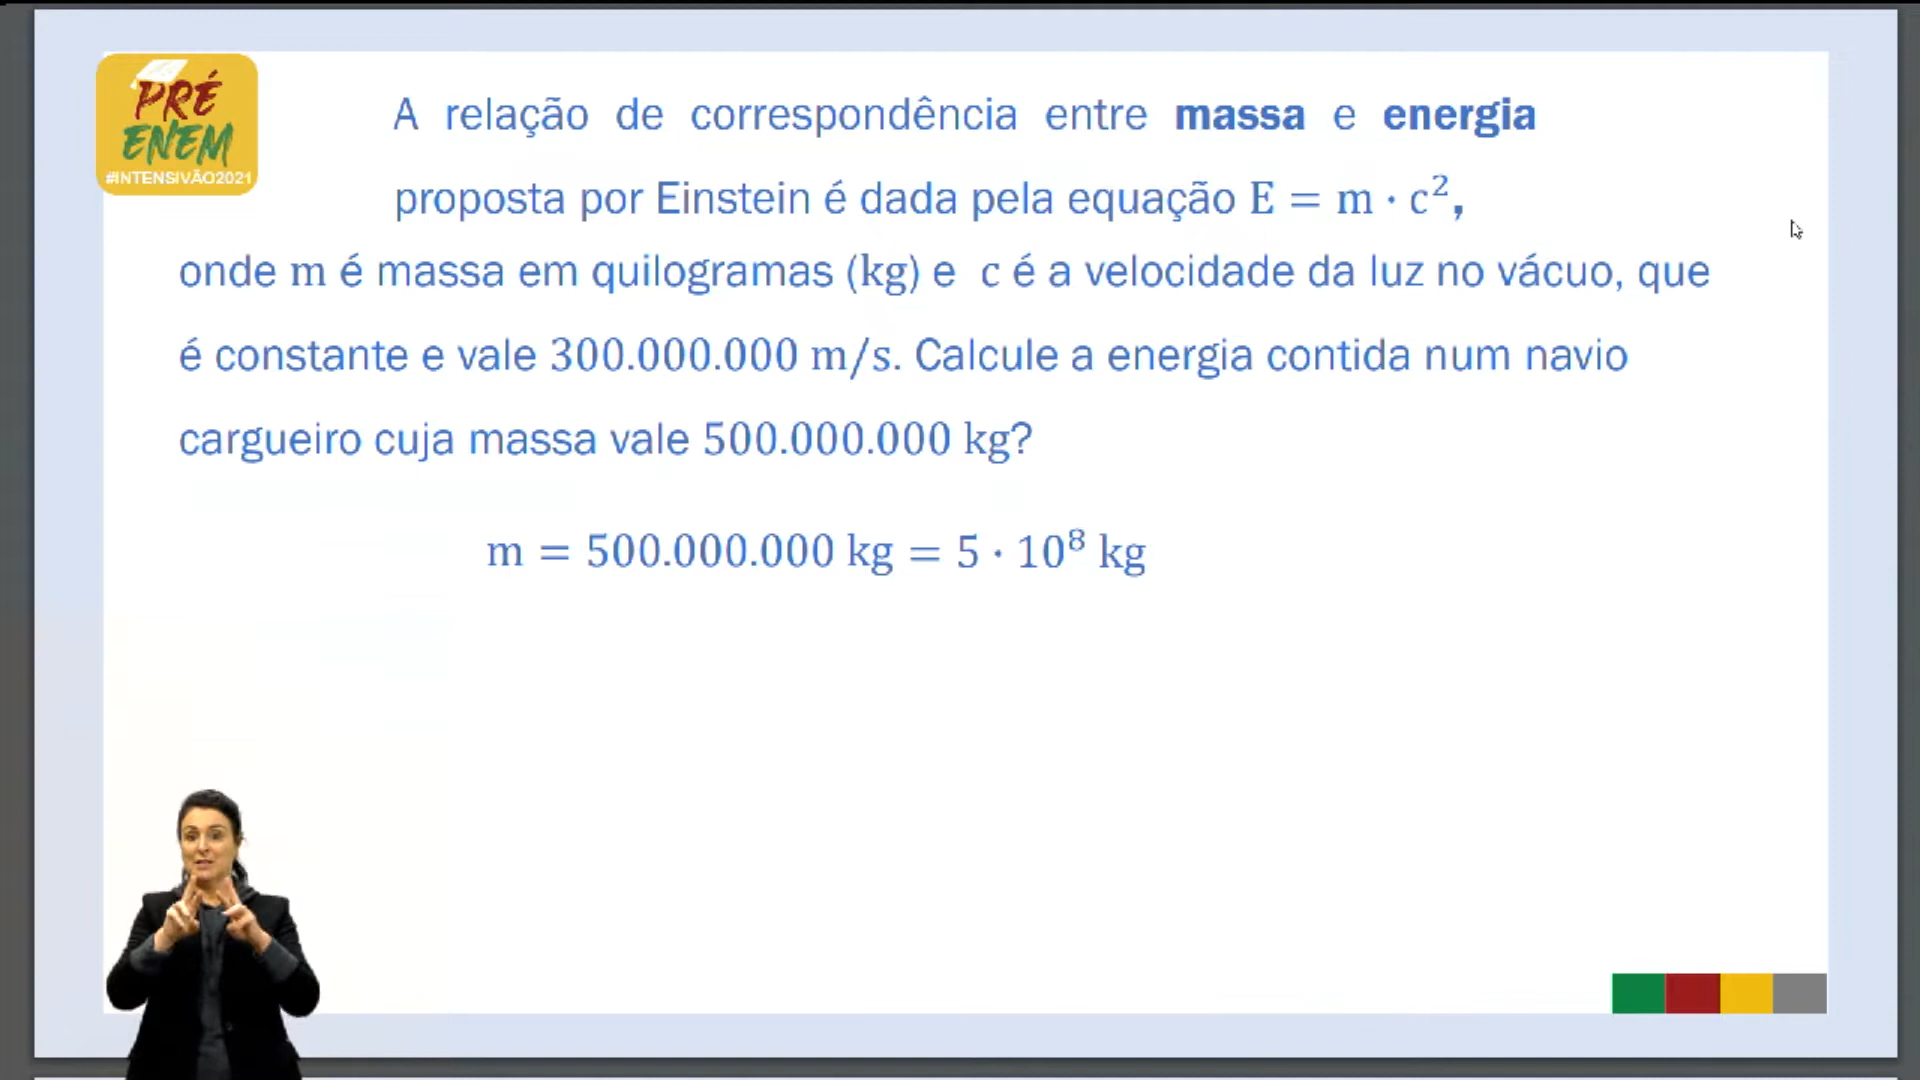 PRÉ
ENEM
#INTENSIVÃO2021
A relação de correspondência entre massa e energia
proposta por Einstein é dada pela equação E = m · c²,
onde m é massa em quilogramas (kg) e c é a velocidade da luz no vácuo, que
é constante e vale 300.000.000 m/s. Calcule a energia contida num navio
cargueiro cuja massa vale 500.000.000 kg?
m = 500.000.000 kg = 5 · 10⁸ kg